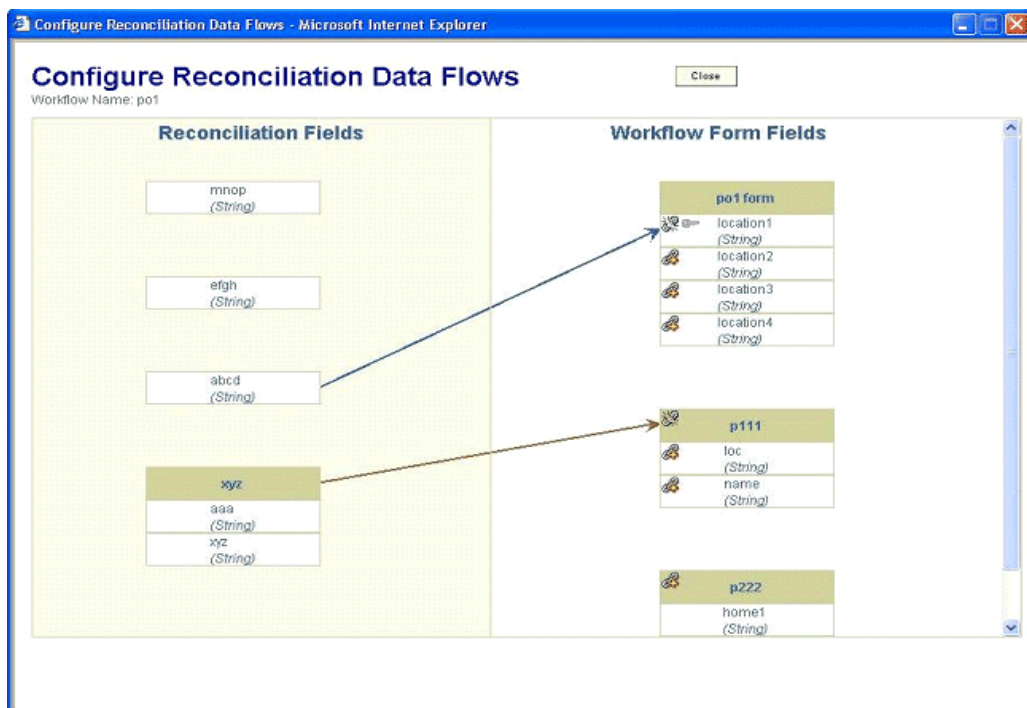 Configure Reconciliation Data Flows - Microsoft Internet Explorer
Configure Reconciliation Data Flows
Close
Workflow Name: po1
Reconciliation Fields
mnop
(String)
efgh
(String)
abcd
(String)
xyz
aaa
(String)
xyz
(String)
Workflow Form Fields
po1form
location1
(String)
location2
(String)
location3
(String)
location4
(String)
p111
loc
(String)
name
(String)
p222
home1
(String)